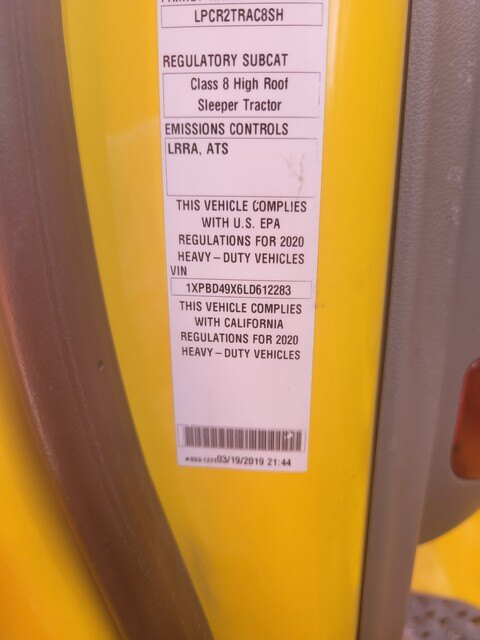 LPCR2TRAC8SH
REGULATORY SUBCAT
Class 8 High Roof
Sleeper Tractor
EMISSIONS CONTROLS
LRRA, ATS
THIS VEHICLE COMPLIES
WITH U.S. EPA
REGULATIONS FOR 2020
HEAVY – DUTY VEHICLES
VIN
1XPBD49X6LD612283
THIS VEHICLE COMPLIES
WITH CALIFORNIA
REGULATIONS FOR 2020
HEAVY – DUTY VEHICLES
03/19/2019 21:44